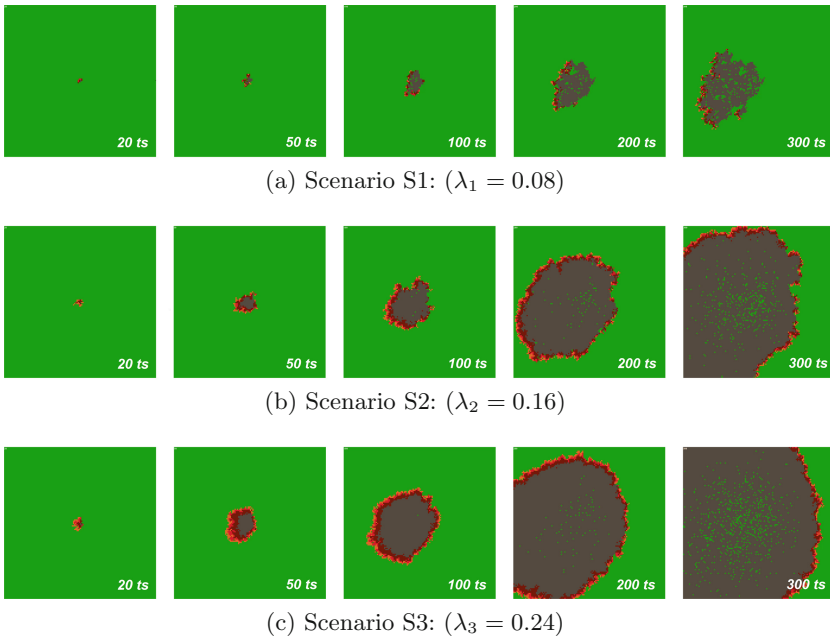 20 ts 50 ts 100 ts 200 ts 300 ts
(a) Scenario S1: (λ₁ = 0.08)
20 ts 50 ts 100 ts 200 ts 300 ts
(b) Scenario S2: (λ₂ = 0.16)
20 ts 50 ts 100 ts 200 ts 300 ts
(c) Scenario S3: (λ₃ = 0.24)